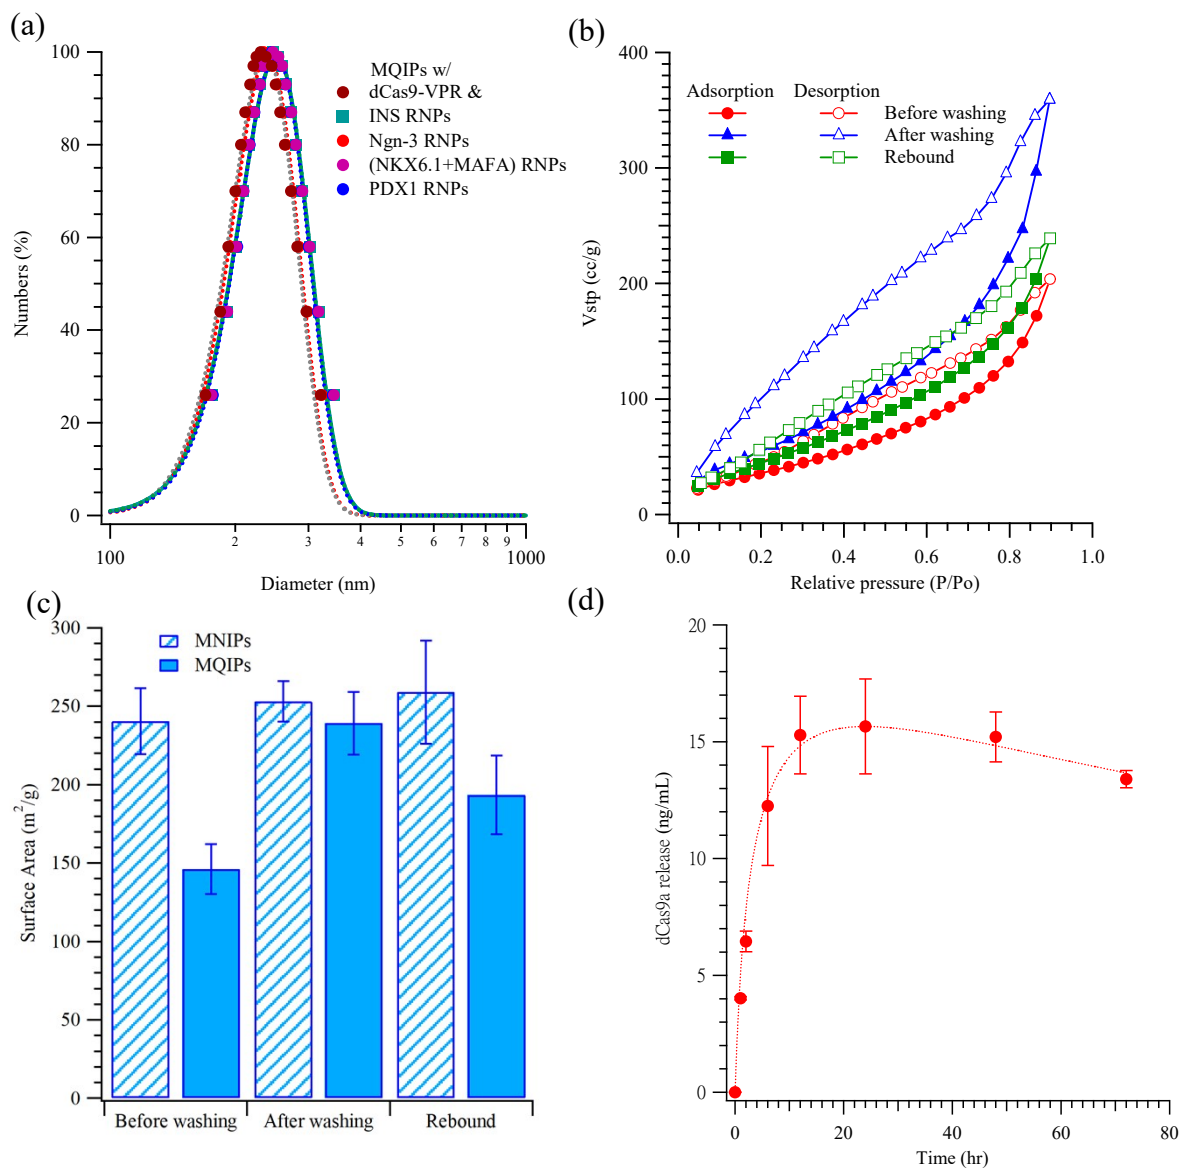 (a)
100
80
60
40
20
0
Numbers (%)
MQIPs w/
dCas9-VPR &
INS RNPs
Ngn-3 RNPs
(NKX6.1+MAFA) RNPs
PDX1 RNPs
100
2
3
4
5
6
7
8
9
1000
Diameter (nm)
(b)
400
300
200
100
0
Vstp (cc/g)
Adsorption Desorption
Before washing
After washing
Rebound
0.0
0.2
0.4
0.6
0.8
1.0
Relative pressure (P/Po)
(c)
300
250
200
150
100
50
0
Surface Area (m²/g)
MNIPs
MQIPs
Before washing
After washing
Rebound
(d)
20
15
10
5
0
dCas9a release (ng/mL)
0
20
40
60
80
Time (hr)